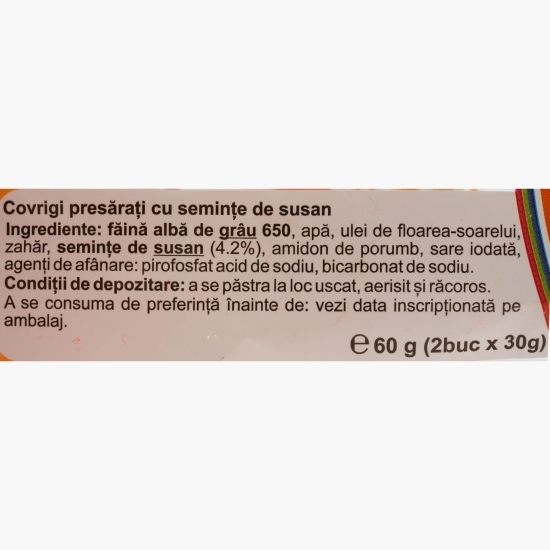 Covrigi presărați cu semințe de susan
Ingrediente: făină albă de grâu 650, apă, ulei de floarea-soarelui,
zahăr, semințe de susan (4.2%), amidon de porumb, sare iodată,
agenți de afânare: pirofosfat acid de sodiu, bicarbonat de sodiu.
Condiții de depozitare: a se păstra la loc uscat, aerisit și răcoros.
A se consuma de preferință înainte de: vezi data inscripționată pe
ambalaj.
℮ 60 g (2buc x 30g)